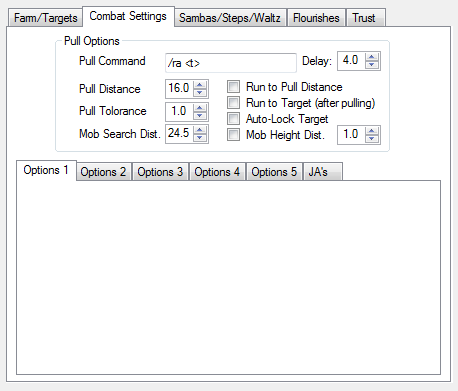 Farm/Targets Combat Settings Sambas/Steps/Waltz Flourishes Trust
Pull Options
Pull Command /ra <t> Delay: 4.0
Pull Distance 16.0 Run to Pull Distance
Run to Target (after pulling)
Pull Tolorance 1.0
Auto-Lock Target
Mob Search Dist. 24.5 Mob Height Dist. 1.0
Options 1 Options 2 Options 3 Options 4 Options 5 JA's